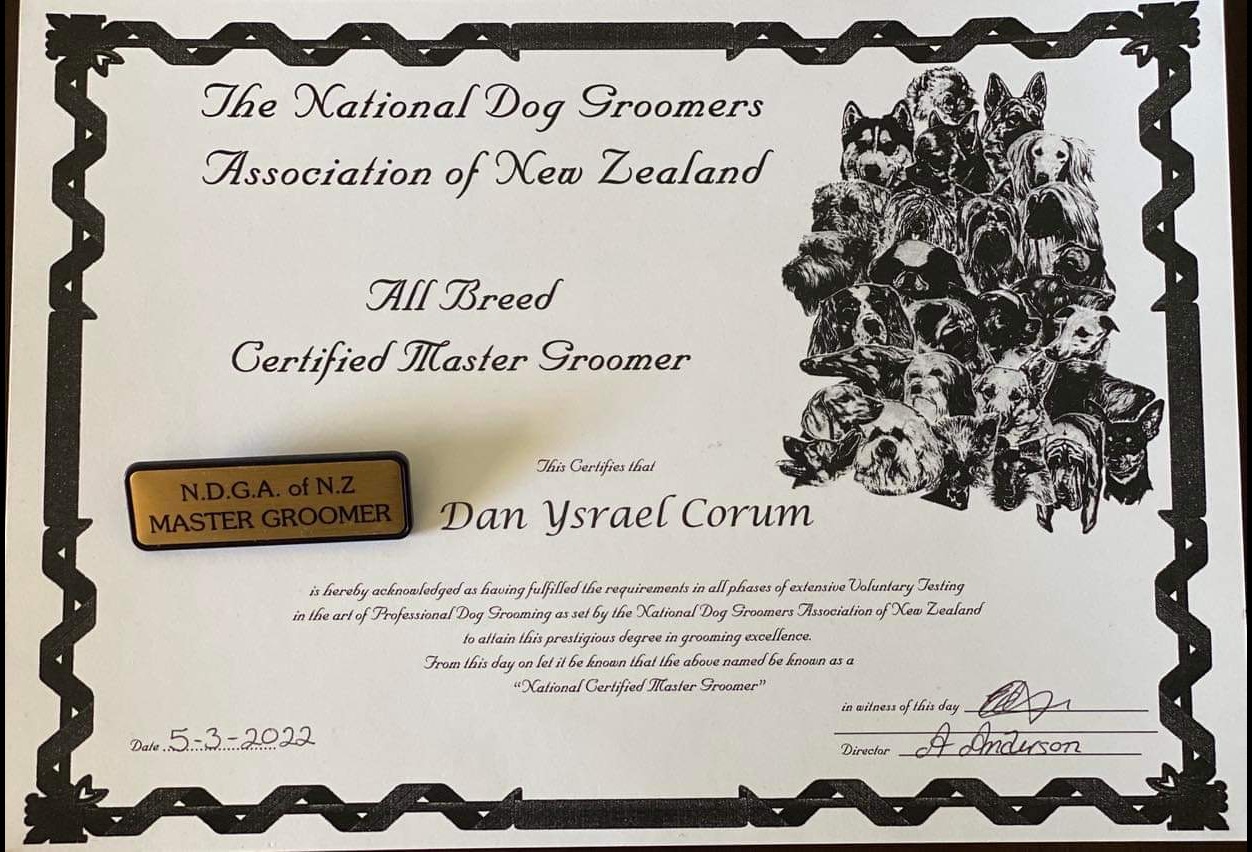 The National Dog Groomers
Association of New Zealand
All Breed
Certified Master Groomer
N.D.G.A. of N.Z
MASTER GROOMER
This Certifies that
Dan Ysrael Corum
is hereby acknowledged as having fulfilled the requirements in all phases of extensive Voluntary Testing
in the art of Professional Dog Grooming as set by the National Dog Groomers Association of New Zealand
to attain this prestigious degree in grooming excellence.
From this day on let it be known that the above named be known as a
“National Certified Master Groomer”
in witness of this day
Date 5-3-2022
Director A Anderson